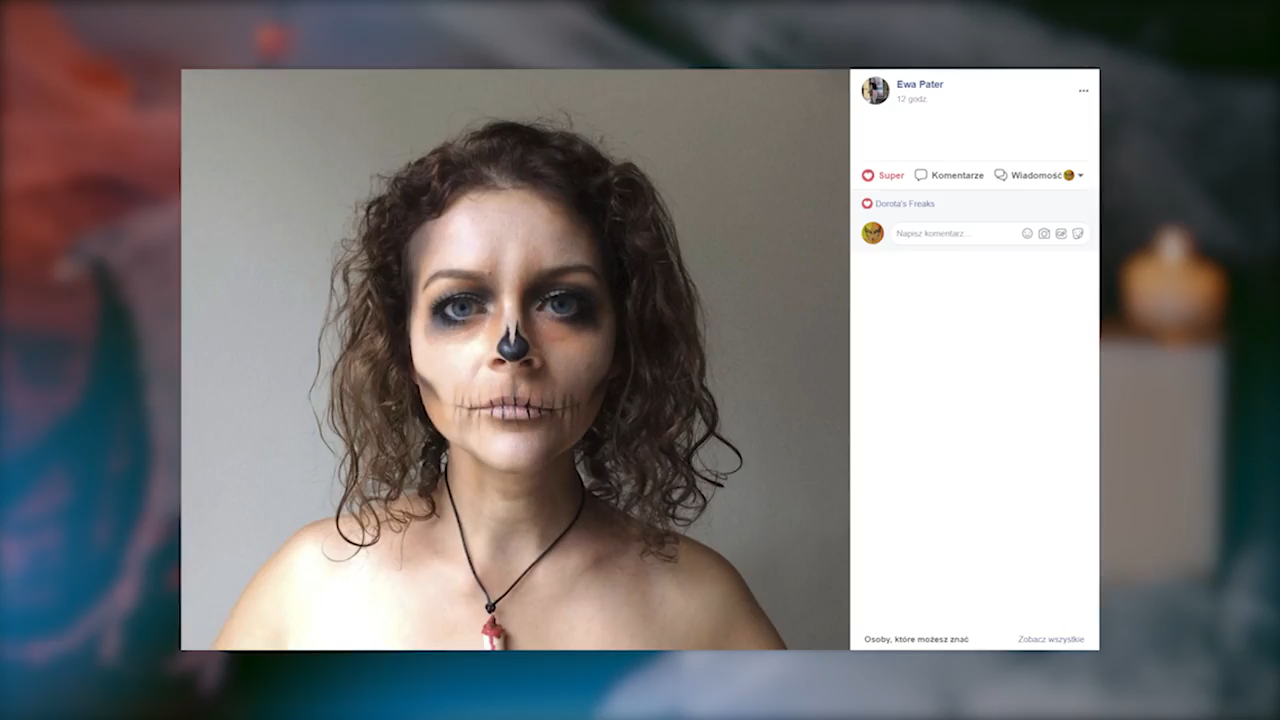 Ewa Pater
12 godz.
Super Komentarze Wiadomość
Dorota's Freaks
Napisz komentarz...
Osoby, które możesz znać Zobacz wszystkie